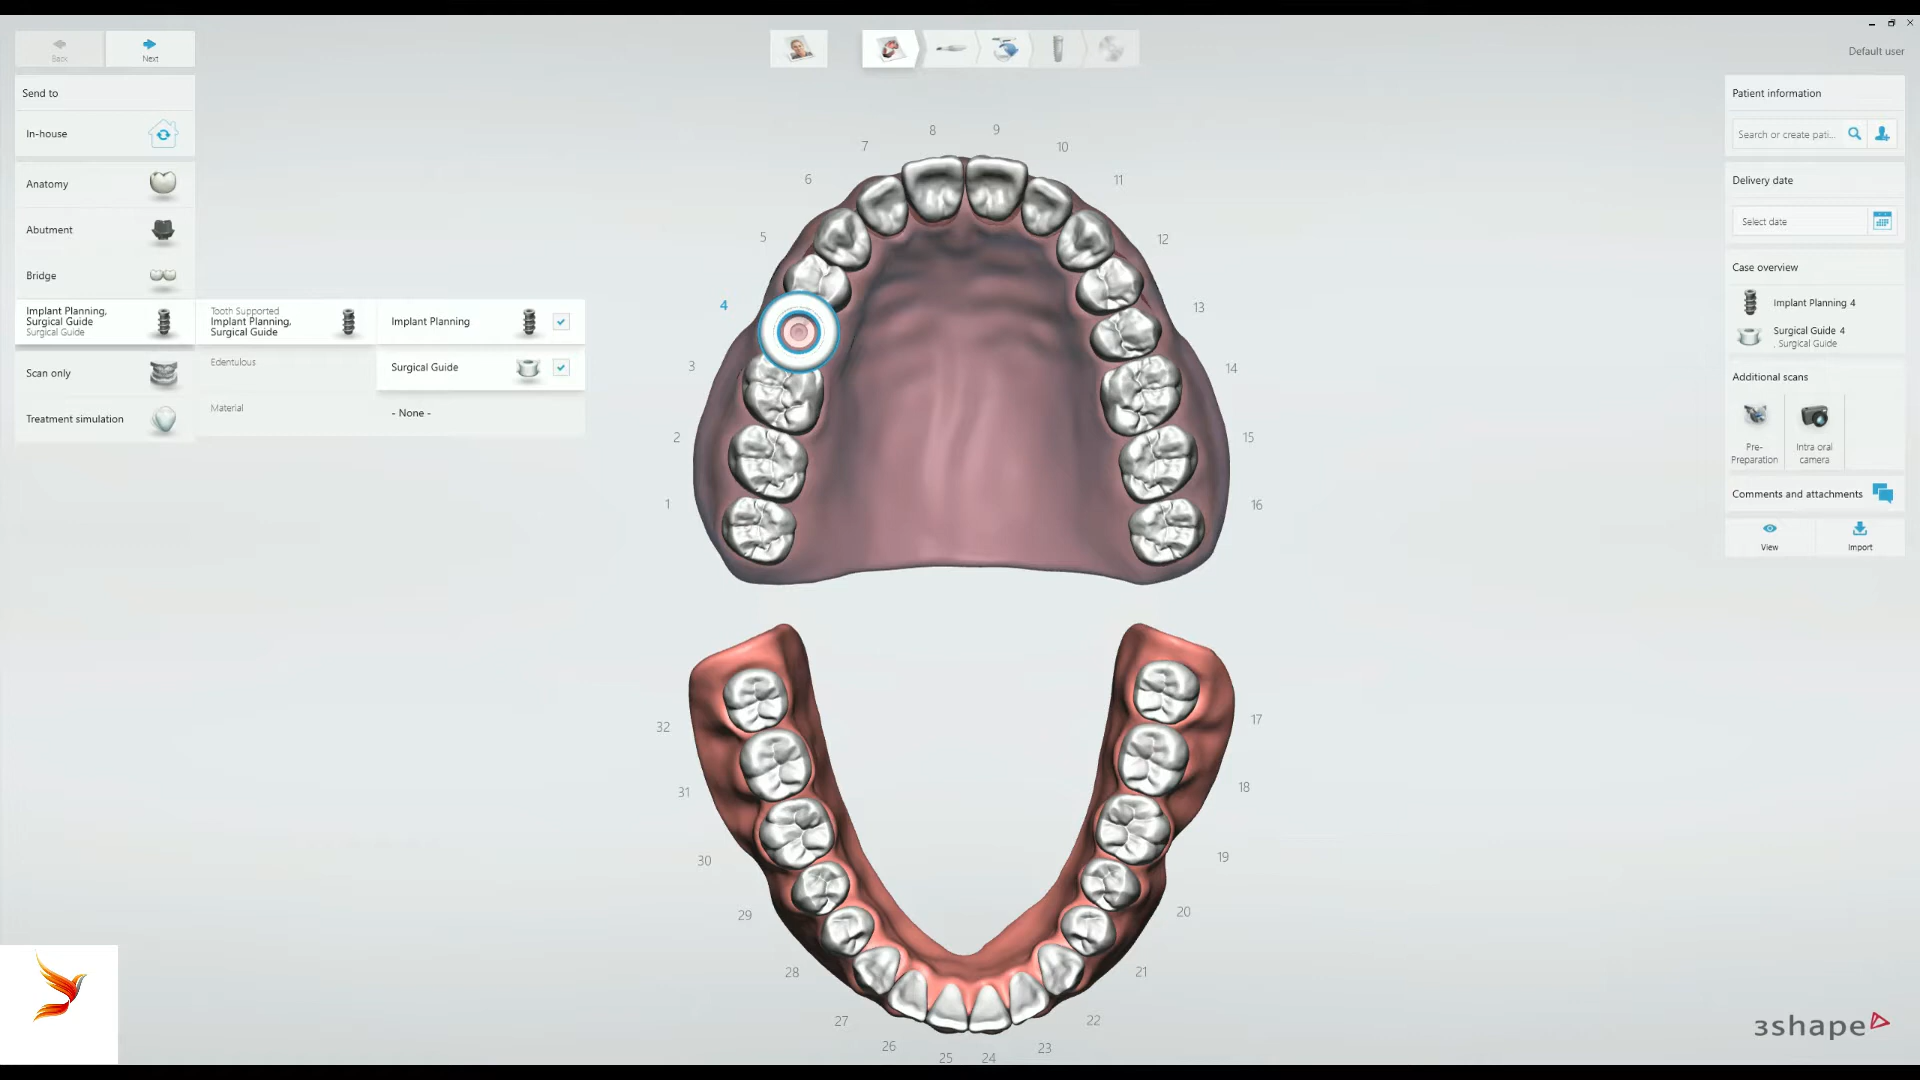 Back
Next
Default user
Send to
In-house
Anatomy
Abutment
Bridge
Implant Planning,
Surgical Guide
Surgical Guide
Tooth Supported
Implant Planning,
Surgical Guide
Implant Planning
Scan only
Edentulous
Surgical Guide
Treatment simulation
Material
- None -
8
9
7
10
6
11
5
12
4
13
3
14
2
15
1
16
32
17
31
18
30
19
29
20
28
21
27
22
26
23
25
24
Patient information
Search or create pati...
Delivery date
Select date
Case overview
Implant Planning 4
Surgical Guide 4
, Surgical Guide
Additional scans
Pre-
Preparation
Intra oral
camera
Comments and attachments
View
Import
3shape